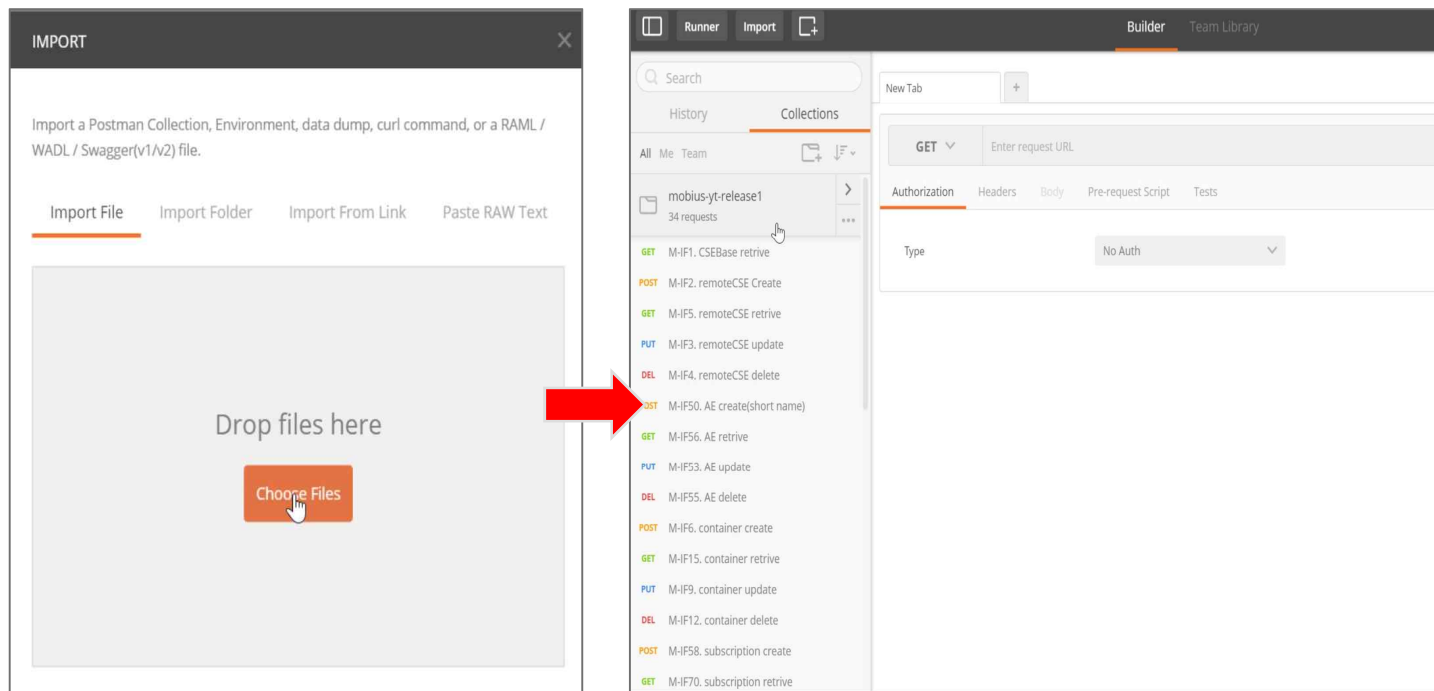 IMPORT
Import a Postman Collection, Environment, data dump, curl command, or a RAML /
WADL / Swagger(v1/v2) file.
Import File Import Folder Import From Link Paste RAW Text
Drop files here
Choose Files
Runner Import Builder Team Library
Search
History Collections
All Me Team
mobius-yt-release1
34 requests
GET M-IF1. CSEBase retrive
POST M-IF2. remoteCSE Create
GET M-IF5. remoteCSE retrive
PUT M-IF3. remoteCSE update
DEL M-IF4. remoteCSE delete
POST M-IF50. AE create(short name)
GET M-IF56. AE retrive
PUT M-IF53. AE update
DEL M-IF55. AE delete
POST M-IF6. container create
GET M-IF15. container retrive
PUT M-IF9. container update
DEL M-IF12. container delete
POST M-IF58. subscription create
GET M-IF70. subscription retrive
New Tab +
GET Enter request URL
Authorization Headers Body Pre-request Script Tests
Type No Auth